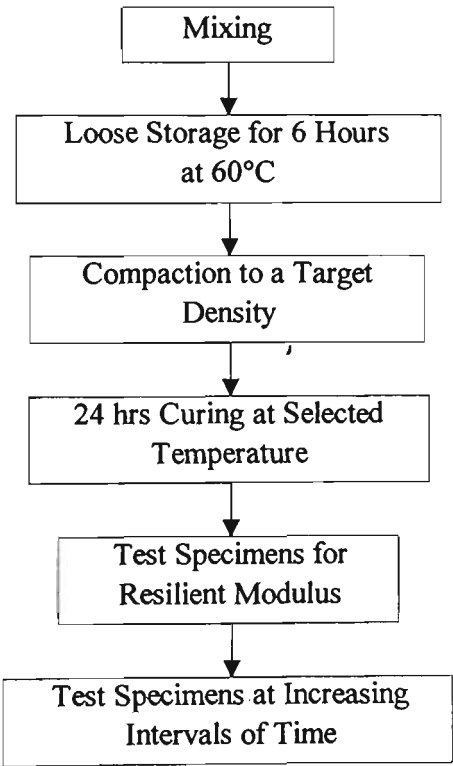 Mixing
Loose Storage for 6 Hours
at 60°C
Compaction to a Target
Density
24 hrs Curing at Selected
Temperature
Test Specimens for
Resilient Modulus
Test Specimens at Increasing
Intervals of Time